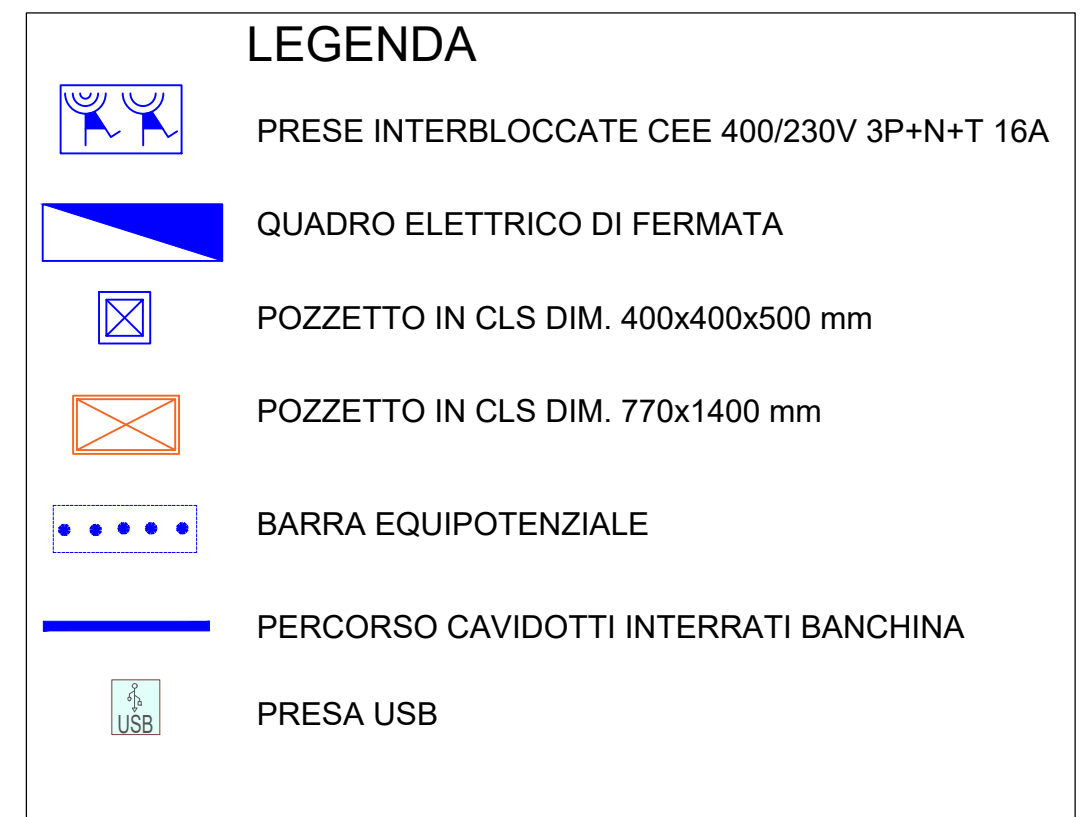 LEGENDA
PRESE INTERBLOCCATE CEE 400/230V 3P+N+T 16A
QUADRO ELETTRICO DI FERMATA
POZZETTO IN CLS DIM. 400x400x500 mm
POZZETTO IN CLS DIM. 770x1400 mm
BARRA EQUIPOTENZIALE
PERCORSO CAVIDOTTI INTERRATI BANCHINA
USB
PRESA USB